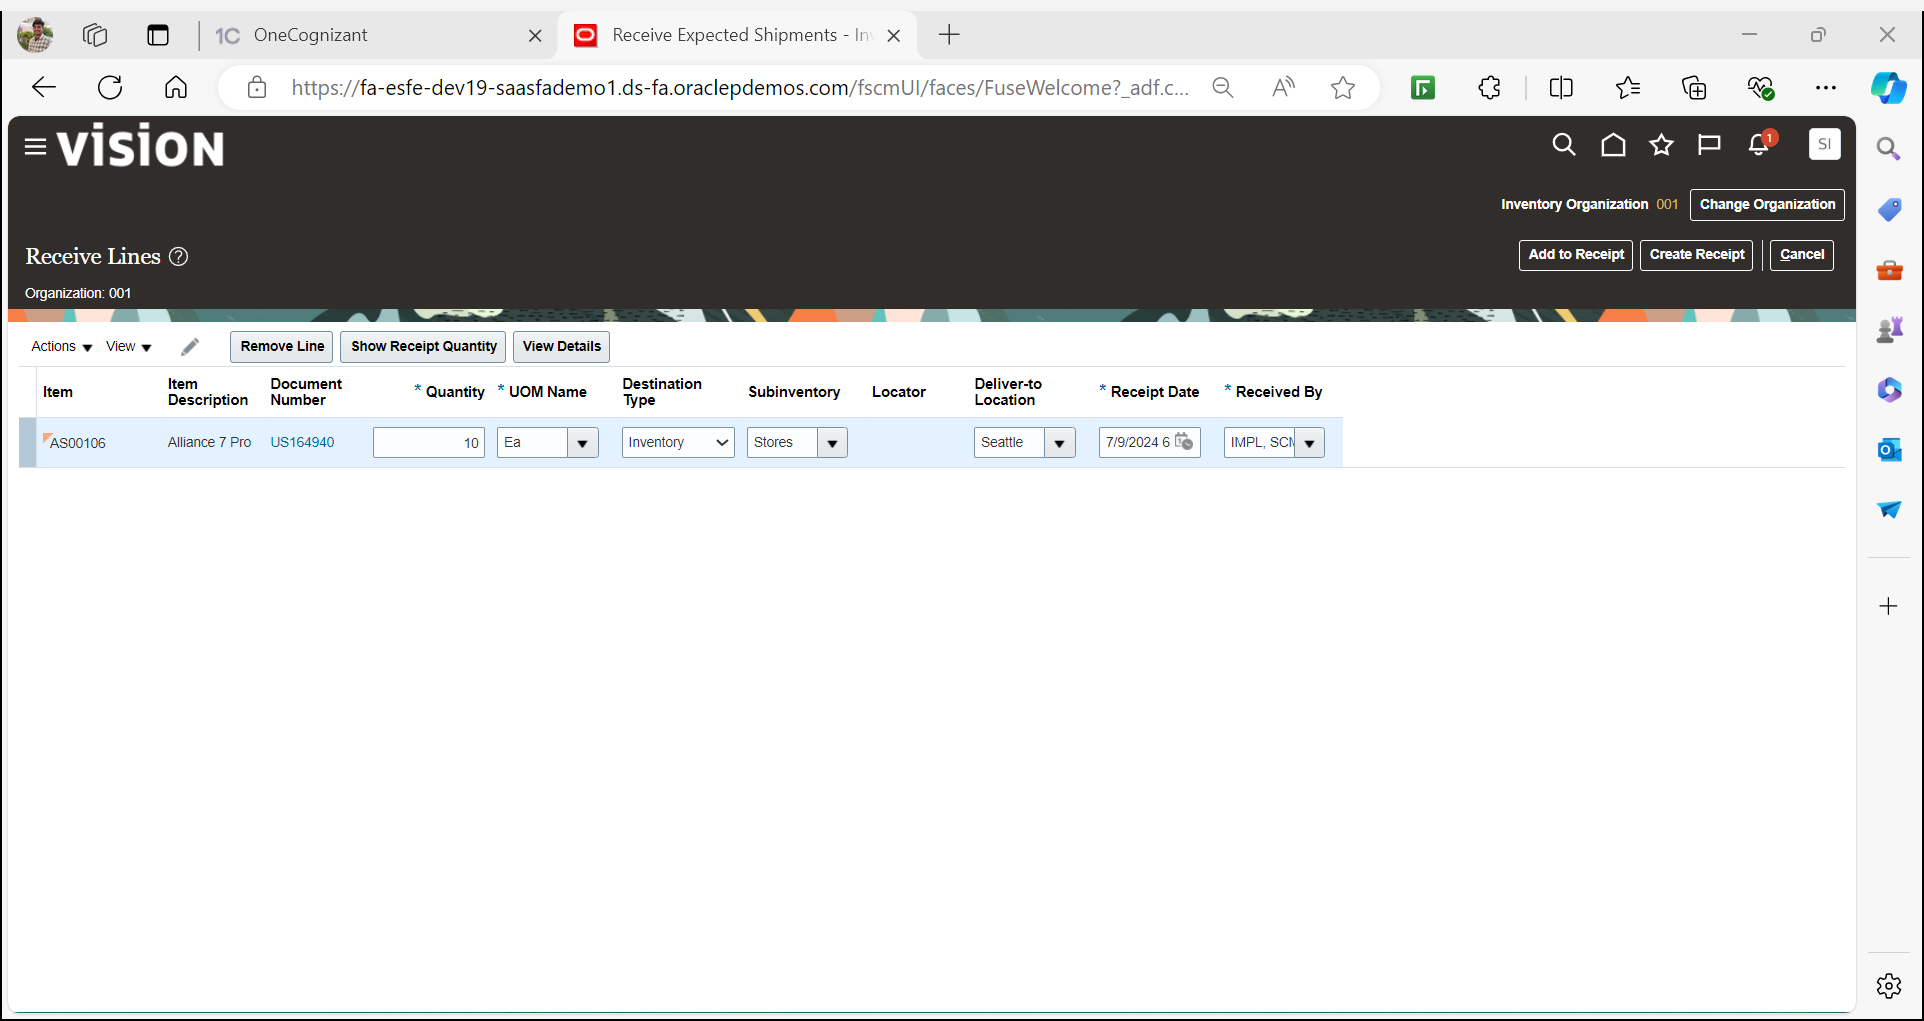 1C OneCognizant
Receive Expected Shipments - In
https://fa-esfe-dev19-saasfademo1.ds-fa.oraclepdemos.com/fscmUI/faces/FuseWelcome?_adf.c...
VISION
1
SI
Inventory Organization 001 Change Organization
Receive Lines ? Add to Receipt Create Receipt Cancel
Organization: 001
Actions View Remove Line Show Receipt Quantity View Details
Item Item Description Document Number * Quantity * UOM Name Destination Type Subinventory Locator Deliver-to Location * Receipt Date * Received By
AS00106 Alliance 7 Pro US164940 10 Ea Inventory Stores Seattle 7/9/2024 6 IMPL, SCM